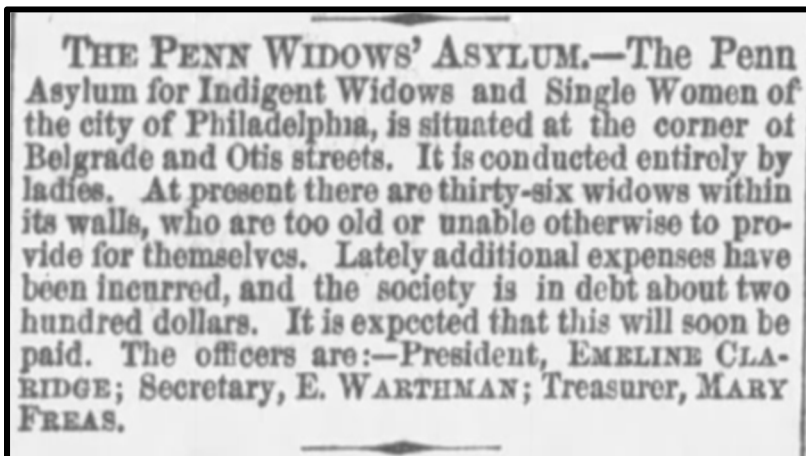 THE PENN WIDOWS' ASYLUM.—The Penn
Asylum for Indigent Widows and Single Women of
the city of Philadelphia, is situated at the corner of
Belgrade and Otis streets. It is conducted entirely by
ladies. At present there are thirty-six widows within
its walls, who are too old or unable otherwise to pro-
vide for themselves. Lately additional expenses have
been incurred, and the society is in debt about two
hundred dollars. It is expected that this will soon be
paid. The officers are:—President, EMELINE CLA-
RIDGE; Secretary, E. WARTHMAN; Treasurer, MARY
FREAS.